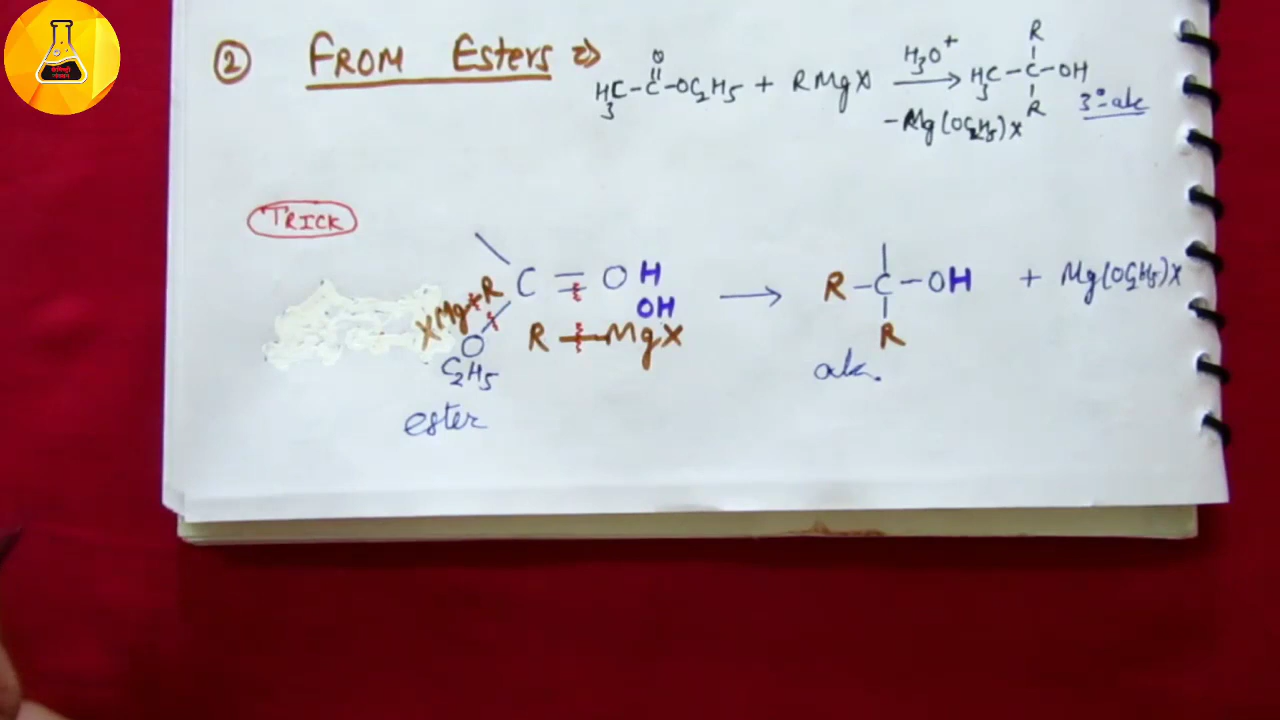 ② FROM Esters ⇒
O
H₃C-C-OC₂H₅ + RMgX
H₃O⁺
-Mg(OC₂H₅)X
R
H₃C-C-OH
R
3°-alc
TRICK
C = O H
XMg R
OH
R MgX
O
C₂H₅
ester
R-C-OH + Mg(OC₂H₅)X
R
alc.